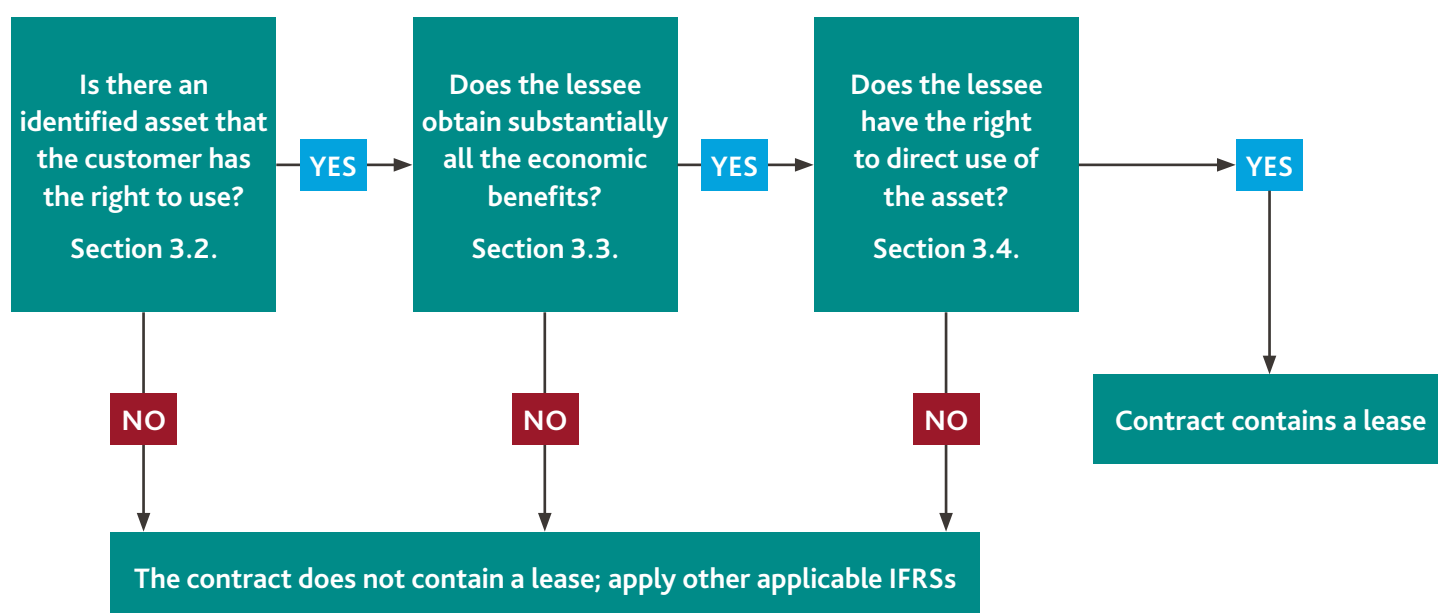 Is there an
identified asset that
the customer has
the right to use?
Section 3.2.
YES
Does the lessee
obtain substantially
all the economic
benefits?
Section 3.3.
YES
Does the lessee
have the right
to direct use of
the asset?
Section 3.4.
YES
NO
NO
NO
Contract contains a lease
The contract does not contain a lease; apply other applicable IFRSs